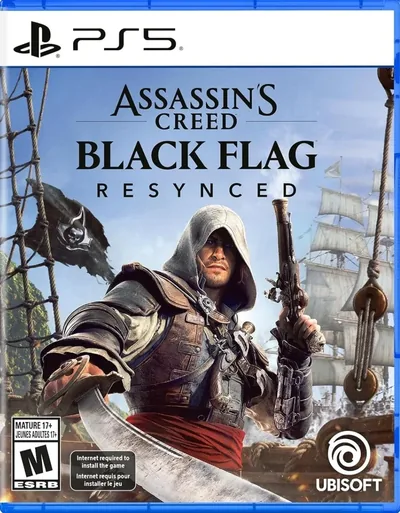 PS5
ASSASSIN'S
CREED
BLACK FLAG
RESYNCED
MATURE 17+
JEUNES ADULTES 17+
M
ESRB
Internet required to
install the game
Internet requis pour
installer le jeu
UBISOFT